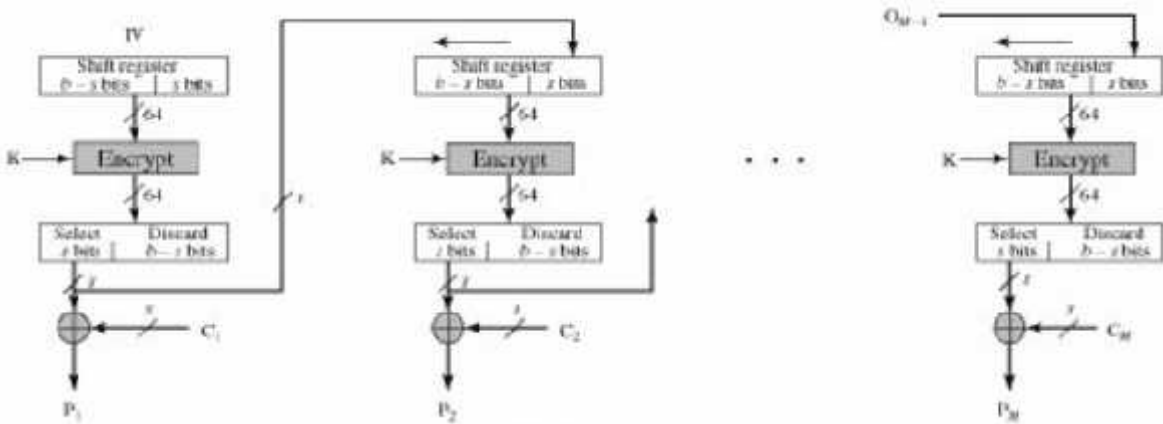 IV
Shift register
b – s bits | s bits
64
K
Encrypt
64
Select
s bits
Discard
b – s bits
s
s
C1
P1
s
Shift register
b – s bits | s bits
64
K
Encrypt
64
Select
s bits
Discard
b – s bits
s
s
C2
P2
. . .
OM–1
Shift register
b – s bits | s bits
64
K
Encrypt
64
Select
s bits
Discard
b – s bits
s
s
CM
PM